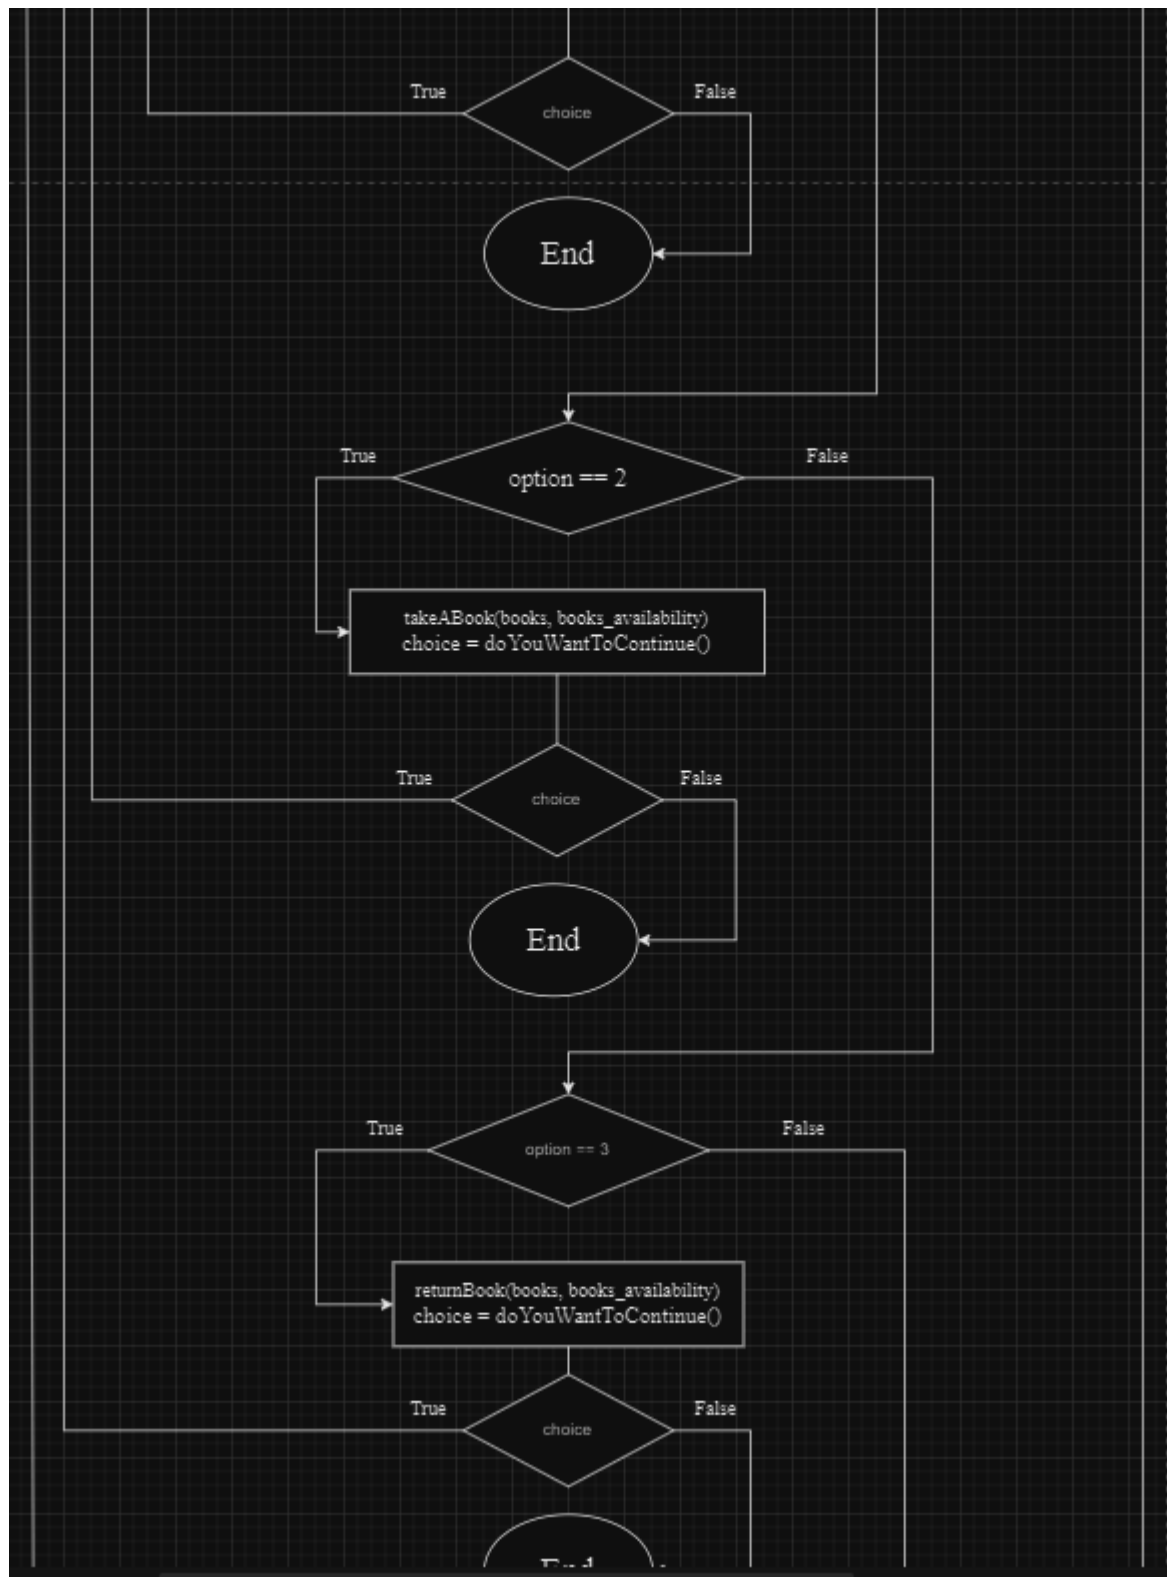 True
False
choice
End
True
False
option == 2
takeABook(books, books_availability)
choice = doYouWantToContinue()
True
False
choice
End
True
False
option == 3
returnBook(books, books_availability)
choice = doYouWantToContinue()
True
False
choice
End